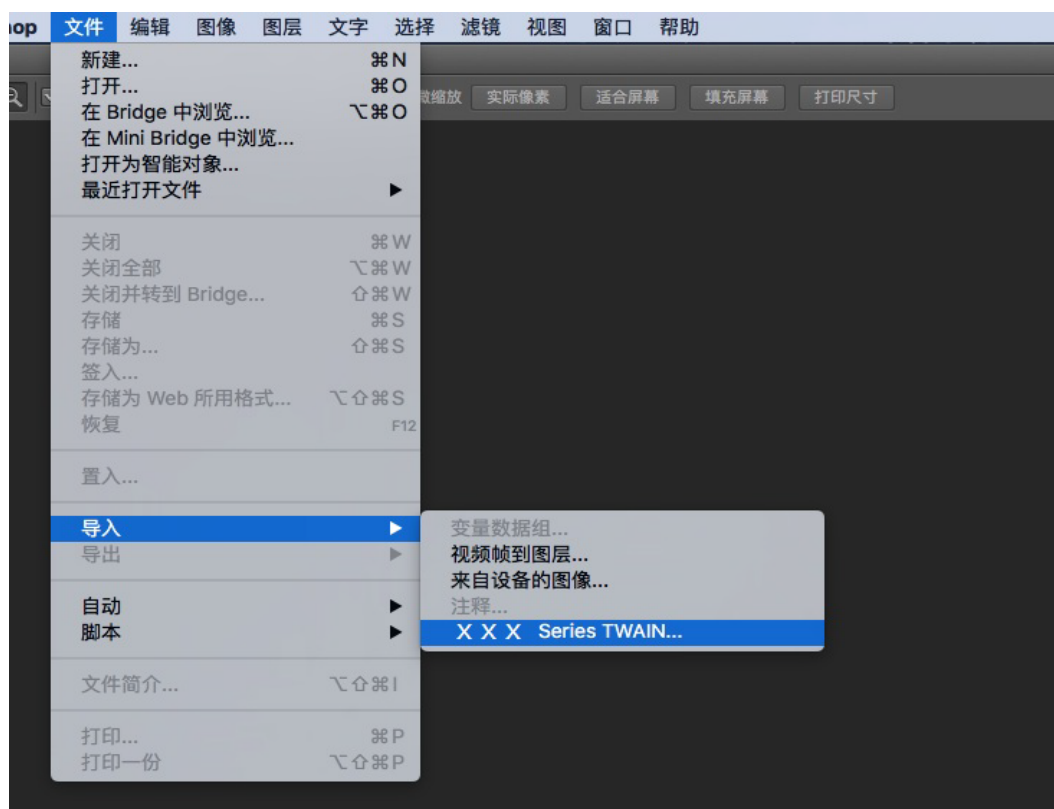 hop 文件 编辑 图像 图层 文字 选择 滤镜 视图 窗口 帮助
新建... ⌘N
打开... ⌘O
微缩放 实际像素 适合屏幕 填充屏幕 打印尺寸
在 Bridge 中浏览... ⌥⌘O
在 Mini Bridge 中浏览...
打开为智能对象...
最近打开文件 ▶
关闭 ⌘W
关闭全部 ⌥⌘W
关闭并转到 Bridge... ⇧⌘W
存储 ⌘S
存储为... ⇧⌘S
签入...
存储为 Web 所用格式... ⌥⇧⌘S
恢复 F12
置入...
导入 ▶
导出 ▶
变量数据组...
视频帧到图层...
来自设备的图像...
注释...
X X X Series TWAIN...
自动 ▶
脚本 ▶
文件简介... ⌥⇧⌘I
打印... ⌘P
打印一份 ⌥⇧⌘P